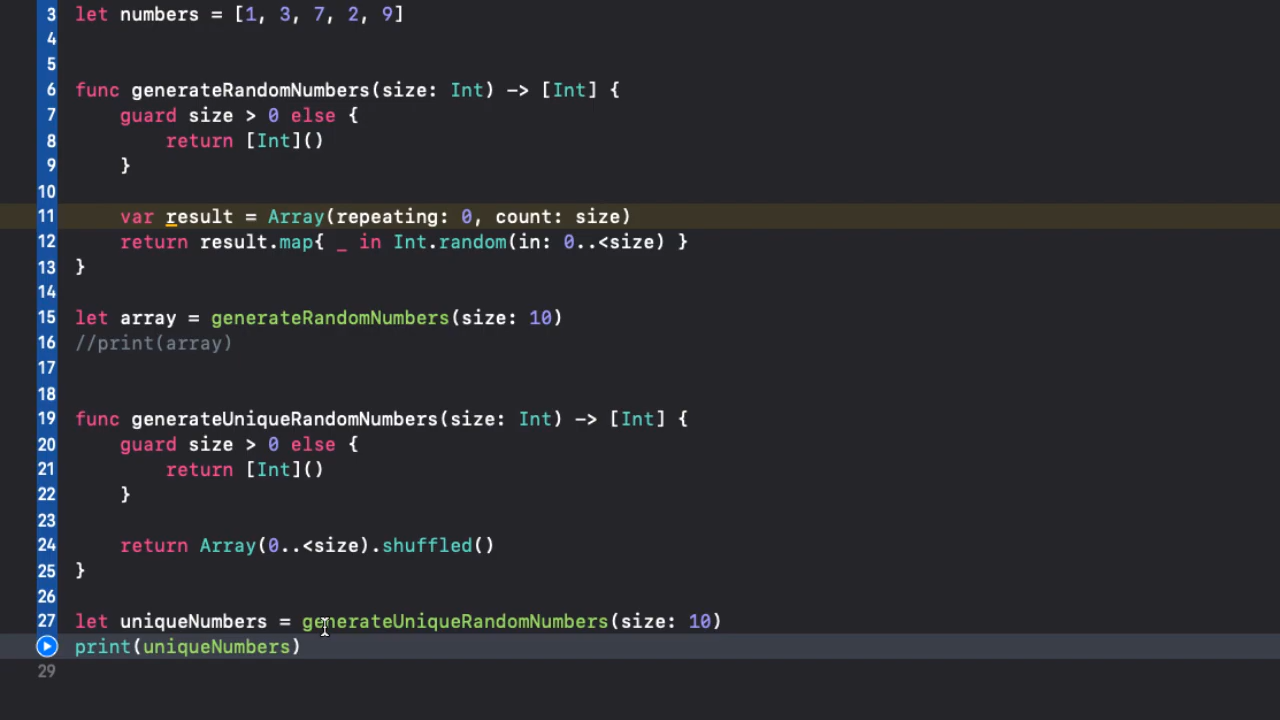 3 let numbers = [1, 3, 7, 2, 9]
4
5
6 func generateRandomNumbers(size: Int) -> [Int] {
7     guard size > 0 else {
8         return [Int]()
9     }
10
11     var result = Array(repeating: 0, count: size)
12     return result.map{ _ in Int.random(in: 0..<size) }
13 }
14
15 let array = generateRandomNumbers(size: 10)
16 //print(array)
17
18
19 func generateUniqueRandomNumbers(size: Int) -> [Int] {
20     guard size > 0 else {
21         return [Int]()
22     }
23
24     return Array(0..<size).shuffled()
25 }
26
27 let uniqueNumbers = generateUniqueRandomNumbers(size: 10)
print(uniqueNumbers)
29